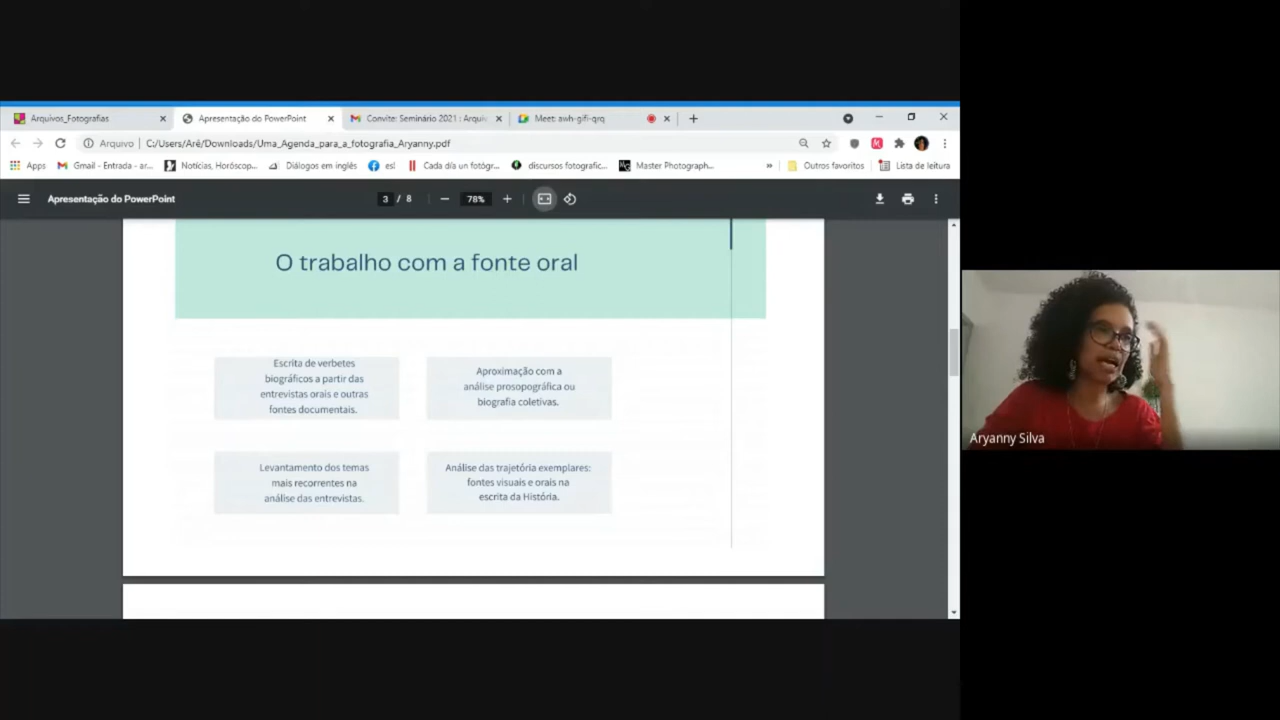 Arquivos_Fotografias
Apresentação do PowerPoint
Convite: Seminário 2021 : Arqui
Meet: awh-gifi-qrq
Arquivo
C:/Users/Arê/Downloads/Uma_Agenda_para_a_fotografia_Aryanny.pdf
Apps
Gmail - Entrada - ar...
Notícias, Horóscop...
Diálogos em inglês
es!
Cada día un fotógr...
discursos fotografic...
Master Photograph...
»
Outros favoritos
Lista de leitura
Apresentação do PowerPoint
3 / 8
78%
O trabalho com a fonte oral
Escrita de verbetes
biográficos a partir das
entrevistas orais e outras
fontes documentais.
Aproximação com a
análise prosopográfica ou
biografia coletivas.
Levantamento dos temas
mais recorrentes na
análise das entrevistas.
Análise das trajetória exemplares:
fontes visuais e orais na
escrita da História.
Aryanny Silva